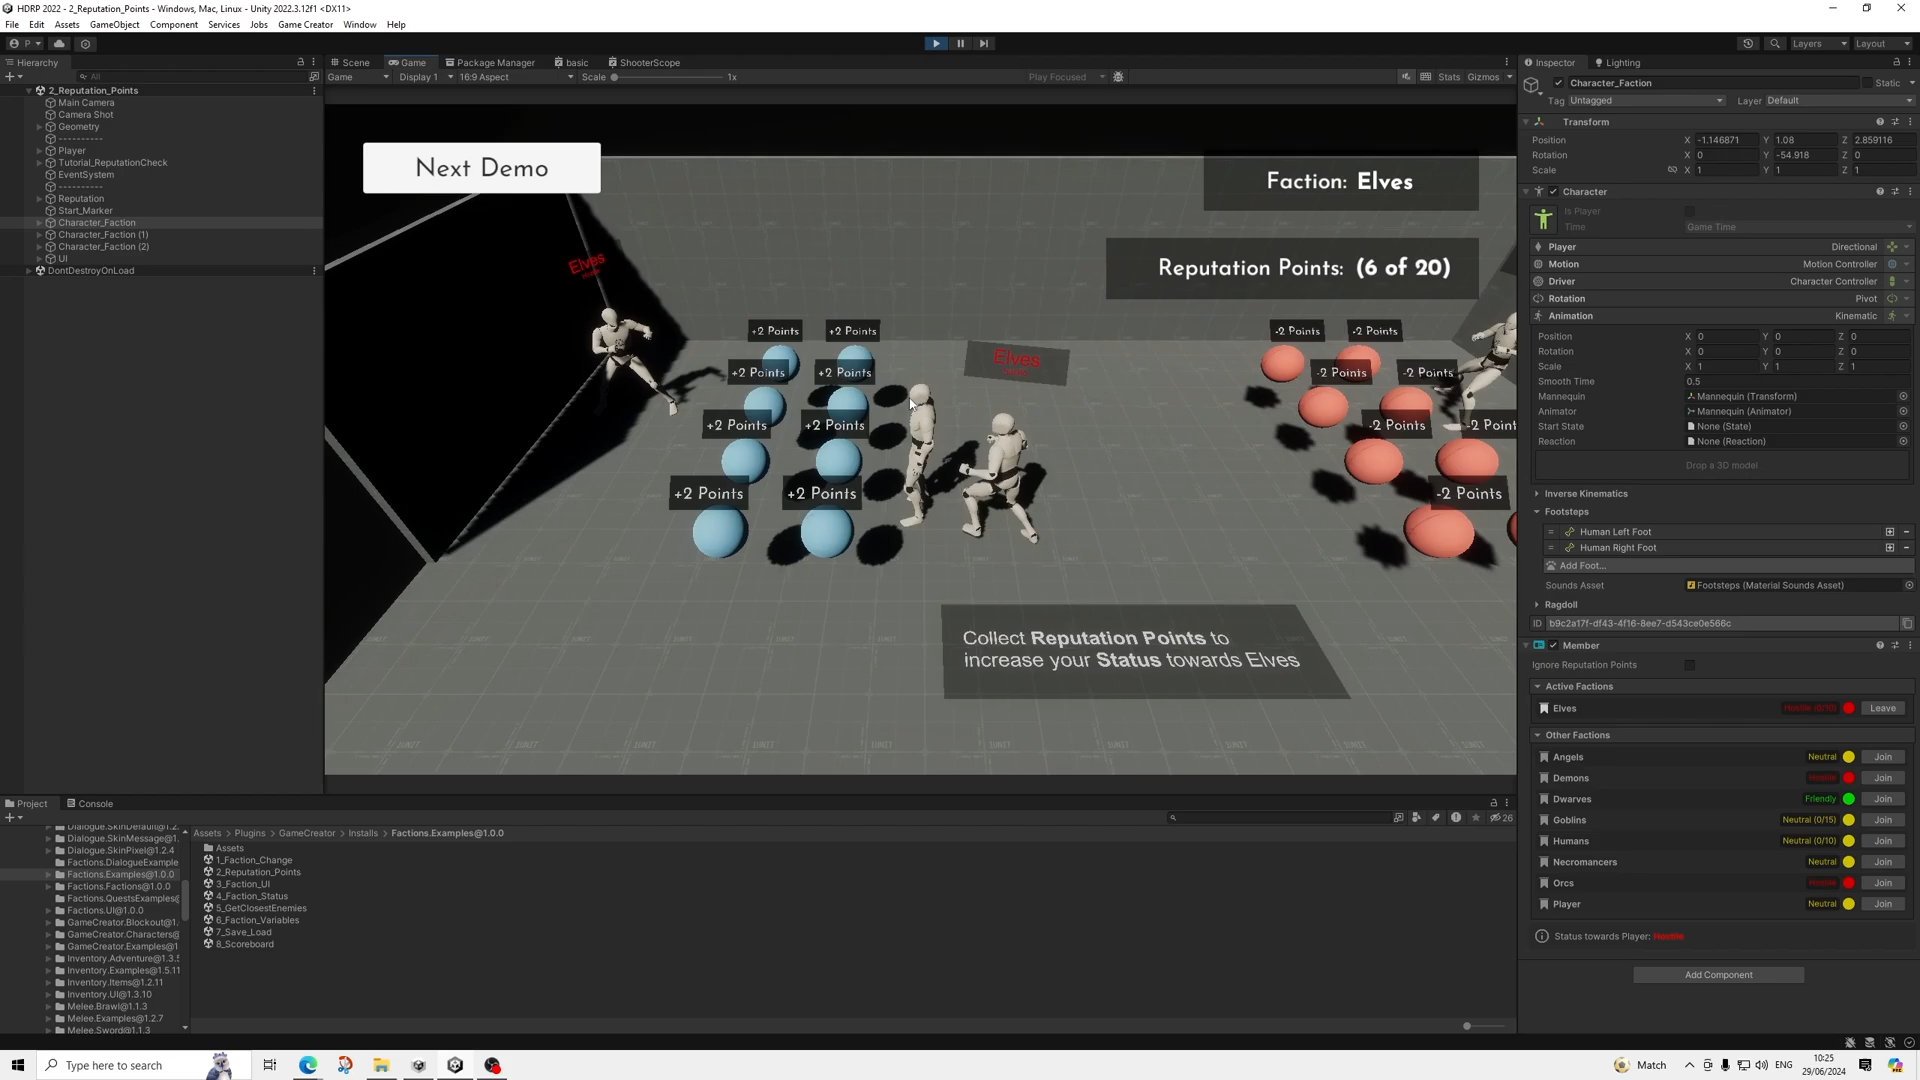 HDRP 2022 - 2_Reputation_Points - Windows, Mac, Linux - Unity 2022.3.12f1 <DX11>
File Edit Assets GameObject Component Services Jobs Game Creator Window Help
P Layers Layout
Hierarchy
All
2_Reputation_Points
Main Camera
Camera Shot
Geometry
----------
Player
Tutorial_ReputationCheck
EventSystem
----------
Reputation
Start_Marker
Character_Faction
Character_Faction (1)
Character_Faction (2)
UI
DontDestroyOnLoad
Scene Game Package Manager basic ShooterScope
Game Display 1 16:9 Aspect Scale 1x Play Focused Stats Gizmos
Next Demo
Faction: Elves
Reputation Points: (6 of 20)
Elves
Elves
+2 Points +2 Points
+2 Points +2 Points
+2 Points +2 Points
+2 Points +2 Points
-2 Points -2 Points
-2 Points -2 Points
-2 Points -2 Point
-2 Points
Collect Reputation Points to
increase your Status towards Elves
Inspector Lighting
Character_Faction Static
Tag Untagged Layer Default
Transform
Position X -1.146871 Y 1.08 Z 2.859116
Rotation X 0 Y -54.918 Z 0
Scale X 1 Y 1 Z 1
Character
Is Player
Time Game Time
Player Directional
Motion Motion Controller
Driver Character Controller
Rotation Pivot
Animation Kinematic
Position X 0 Y 0 Z 0
Rotation X 0 Y 0 Z 0
Scale X 1 Y 1 Z 1
Smooth Time 0.5
Mannequin Mannequin (Transform)
Animator Mannequin (Animator)
Start State None (State)
Reaction None (Reaction)
Drop a 3D model
Inverse Kinematics
Footsteps
Human Left Foot
Human Right Foot
Add Foot...
Sounds Asset Footsteps (Material Sounds Asset)
Ragdoll
ID b9c2a17f-df43-4f16-8ee7-d543ce0e566c
Member
Ignore Reputation Points
Active Factions
Elves Hostile (0/10) Leave
Other Factions
Angels Neutral Join
Demons Hostile Join
Dwarves Friendly Join
Goblins Neutral (0/15) Join
Humans Neutral (0/10) Join
Necromancers Neutral Join
Orcs Hostile Join
Player Neutral Join
Status towards Player: Hostile
Add Component
Project Console
26
Dialogue.SkinDefault@1.2.
Dialogue.SkinMessage@1.
Dialogue.SkinPixel@1.2.4
Factions.DialogueExample
Factions.Examples@1.0.0
Factions.Factions@1.0.0
Factions.QuestsExamples@
Factions.UI@1.0.0
GameCreator.Blockout@1.
GameCreator.Characters@
GameCreator.Examples@1
Inventory.Adventure@1.3.5
Inventory.Examples@1.5.11
Inventory.Items@1.2.11
Inventory.UI@1.3.10
Melee.Brawl@1.1.3
Melee.Examples@1.2.7
Melee.Sword@1.1.3
Assets > Plugins > GameCreator > Installs > Factions.Examples@1.0.0
Assets
1_Faction_Change
2_Reputation_Points
3_Faction_UI
4_Faction_Status
5_GetClosestEnemies
6_Faction_Variables
7_Save_Load
8_Scoreboard
Type here to search
Match ENG 10:25
29/06/2024